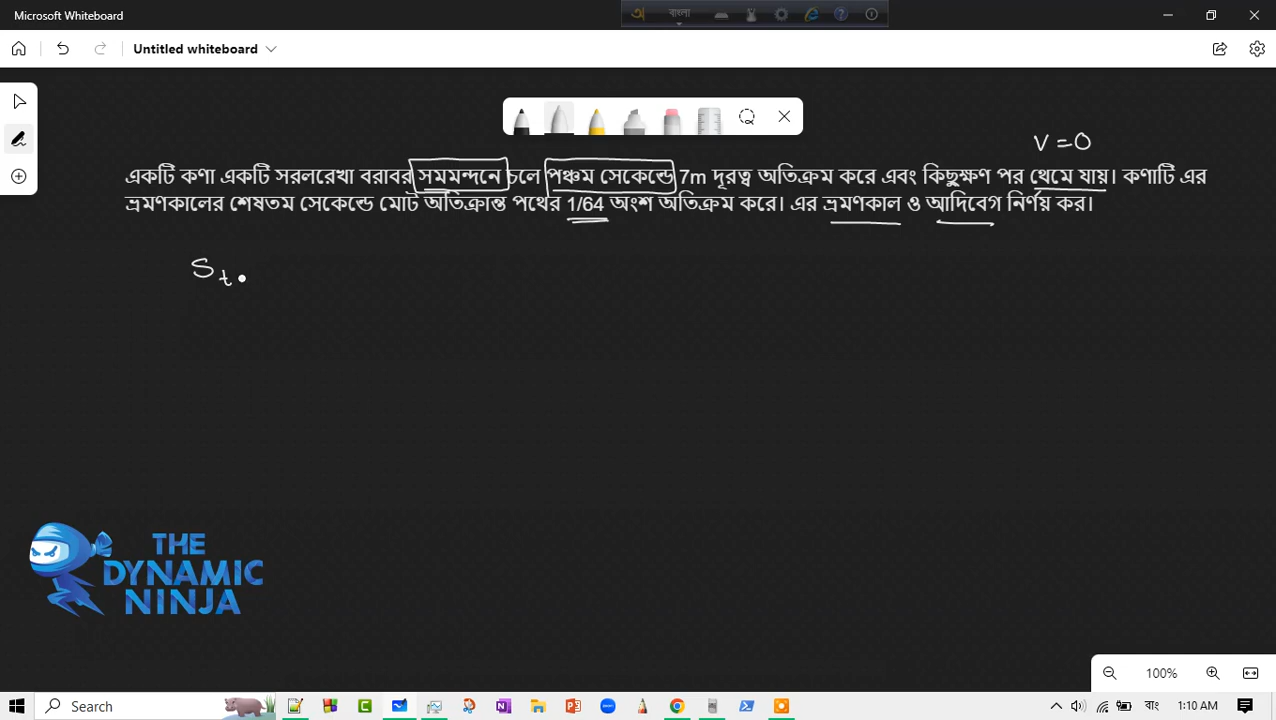 Microsoft Whiteboard
বাংলা
Untitled whiteboard
v = 0
একটি কণা একটি সরলরেখা বরাবর সমমন্দনে চলে পঞ্চম সেকেন্ডে 7m দূরত্ব অতিক্রম করে এবং কিছুক্ষণ পর থেমে যায়। কণাটি এর
ভ্রমণকালের শেষতম সেকেন্ডে মোট অতিক্রান্ত পথের 1/64 অংশ অতিক্রম করে। এর ভ্রমণকাল ও আদিবেগ নির্ণয় কর।
S t
THE
DYNAMIC
NINJA
100%
Search
বাং 1:10 AM